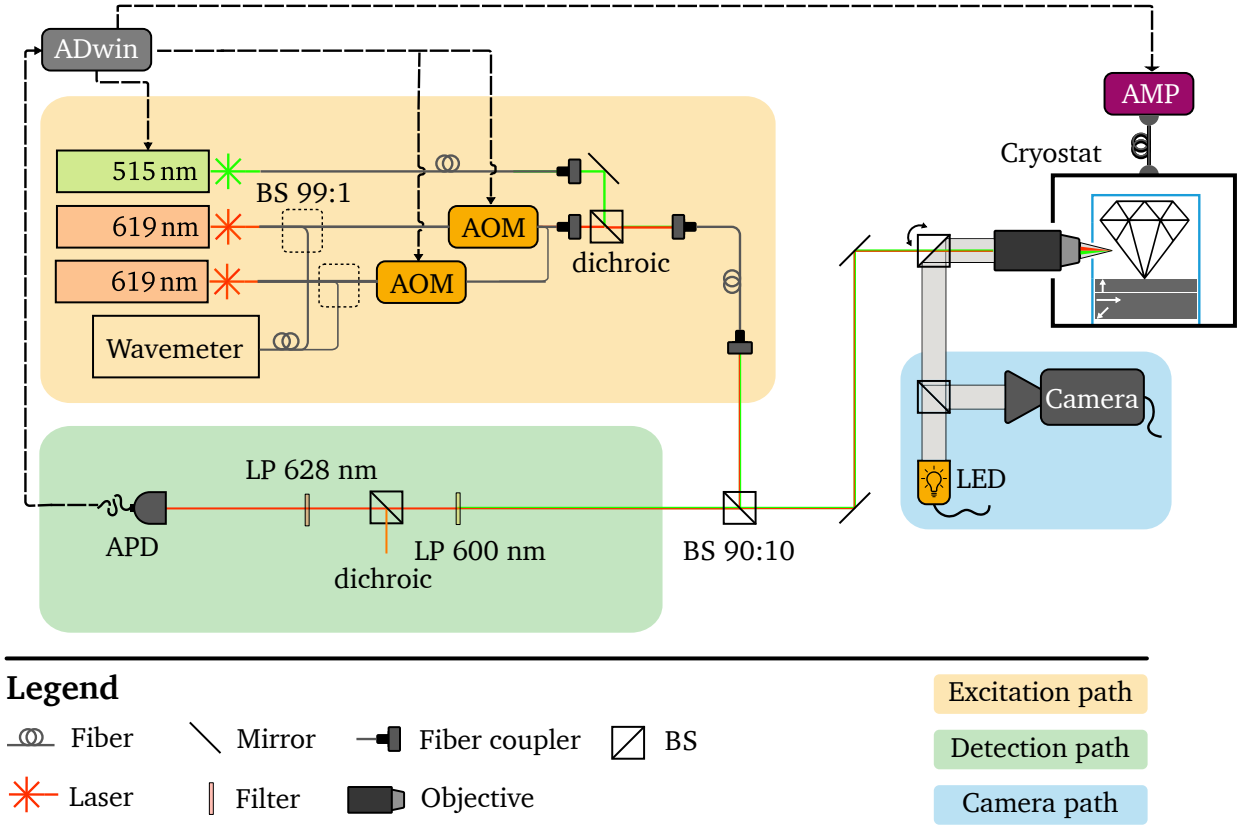 ADwin
AMP
Cryostat
515 nm
BS 99:1
619 nm
AOM
dichroic
619 nm
AOM
Wavemeter
Camera
LED
LP 628 nm
APD
LP 600 nm
dichroic
BS 90:10
Legend
Excitation path
Fiber
Mirror
Fiber coupler
BS
Detection path
Laser
Filter
Objective
Camera path